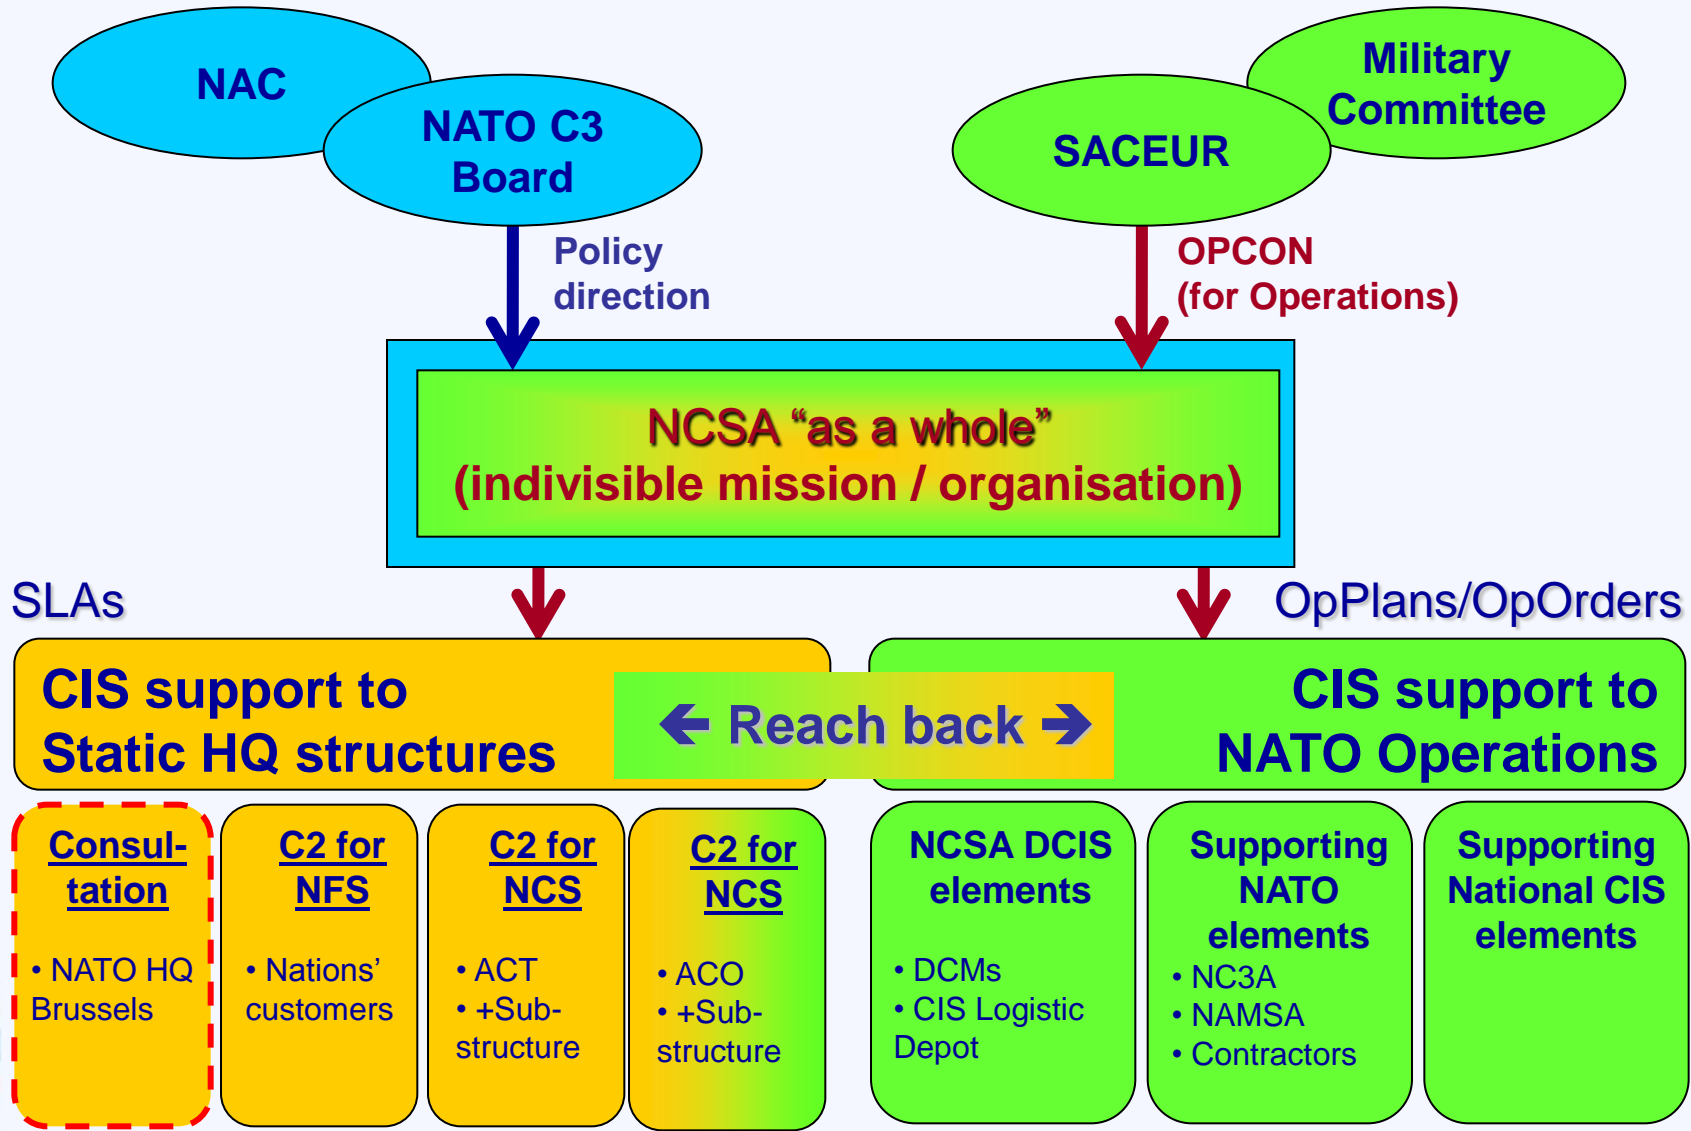 NAC
NATO C3
Board
SACEUR
Military
Committee
Policy
direction
OPCON
(for Operations)
NCSA “as a whole”
(indivisible mission / organisation)
SLAs
OpPlans/OpOrders
CIS support to
Static HQ structures
🡸 Reach back 🡺
CIS support to
NATO Operations
Consul-
tation
• NATO HQ
Brussels
C2 for
NFS
• Nations’
customers
C2 for
NCS
• ACT
• +Sub-
structure
C2 for
NCS
• ACO
• +Sub-
structure
NCSA DCIS
elements
• DCMs
• CIS Logistic
Depot
Supporting
NATO
elements
• NC3A
• NAMSA
• Contractors
Supporting
National CIS
elements